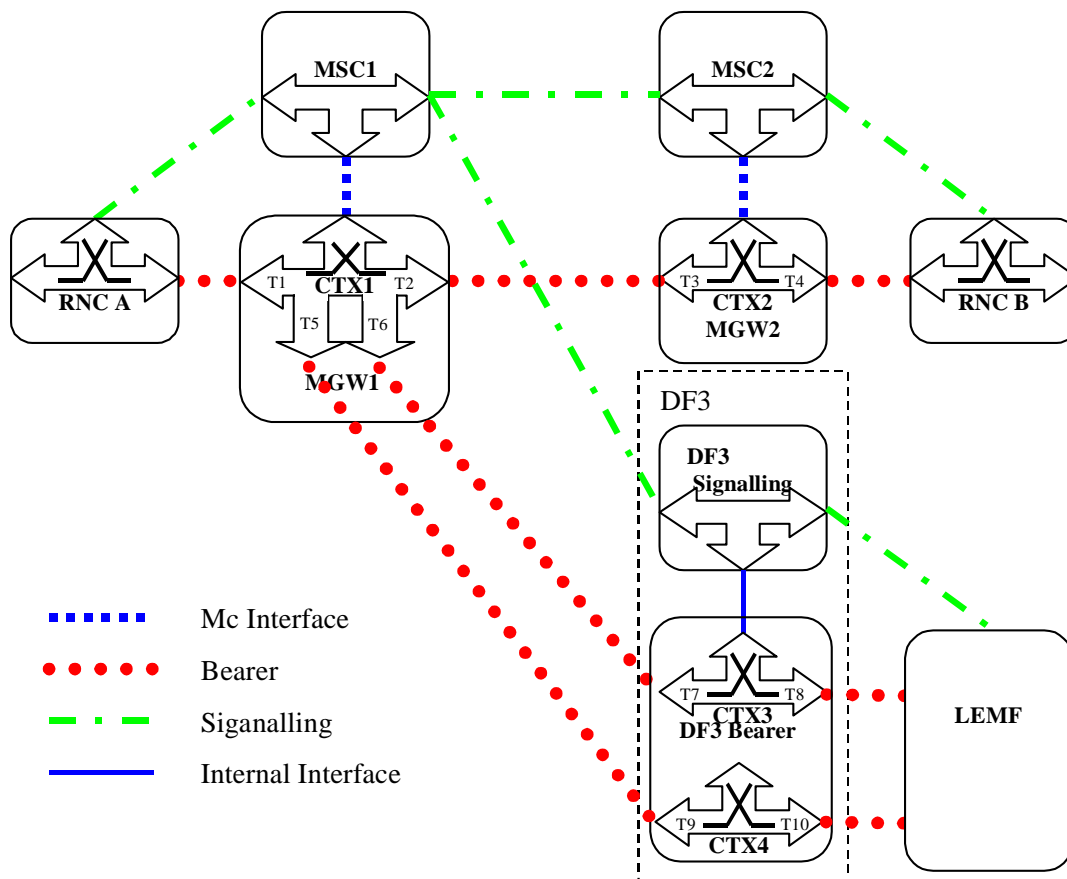 MSC1
MSC2
RNC A
T1
CTX1
T2
T5
T6
MGW1
T3
T4
CTX2
MGW2
RNC B
DF3
DF3
Signalling
T7
T8
CTX3
DF3 Bearer
T9
T10
CTX4
LEMF
Mc Interface
Bearer
Siganalling
Internal Interface